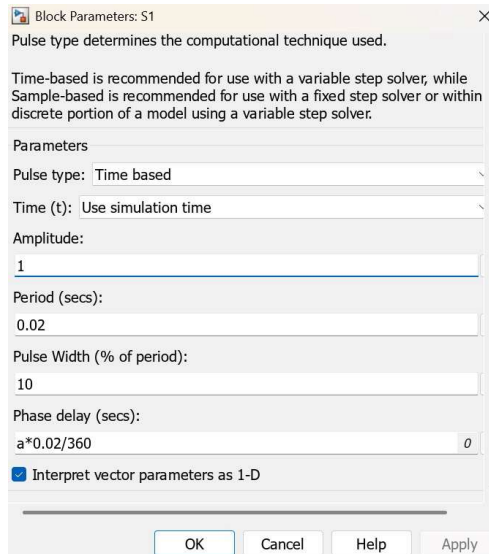 Block Parameters: S1
Pulse type determines the computational technique used.
Time-based is recommended for use with a variable step solver, while
Sample-based is recommended for use with a fixed step solver or within
discrete portion of a model using a variable step solver.
Parameters
Pulse type: Time based
Time (t): Use simulation time
Amplitude:
1
Period (secs):
0.02
Pulse Width (% of period):
10
Phase delay (secs):
a*0.02/360 0
Interpret vector parameters as 1-D
OK Cancel Help Apply